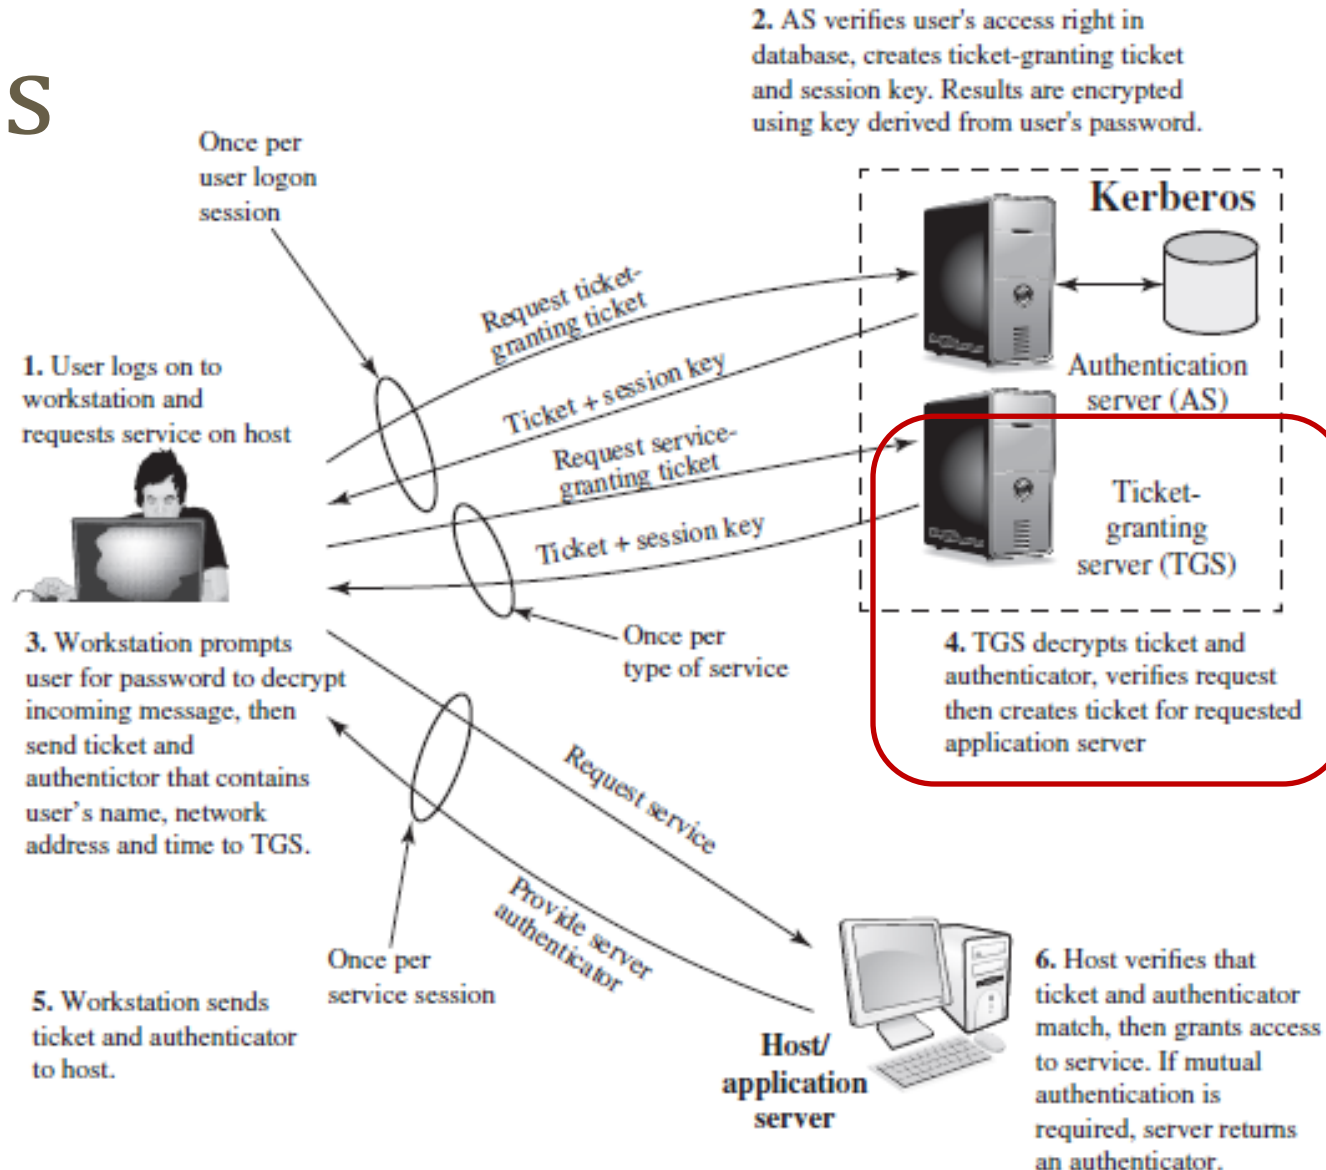 s
2. AS verifies user's access right in
database, creates ticket-granting ticket
and session key. Results are encrypted
using key derived from user's password.
Once per
user logon
session
Kerberos
Request ticket-
granting ticket
1. User logs on to
workstation and
requests service on host
Ticket + session key
Authentication
server (AS)
Request service-
granting ticket
Ticket-
granting
server (TGS)
Ticket + session key
3. Workstation prompts
user for password to decrypt
incoming message, then
send ticket and
authentictor that contains
user's name, network
address and time to TGS.
Once per
type of service
4. TGS decrypts ticket and
authenticator, verifies request
then creates ticket for requested
application server
Request service
Provide server
authenticator
Once per
service session
5. Workstation sends
ticket and authenticator
to host.
Host/
application
server
6. Host verifies that
ticket and authenticator
match, then grants access
to service. If mutual
authentication is
required, server returns
an authenticator.